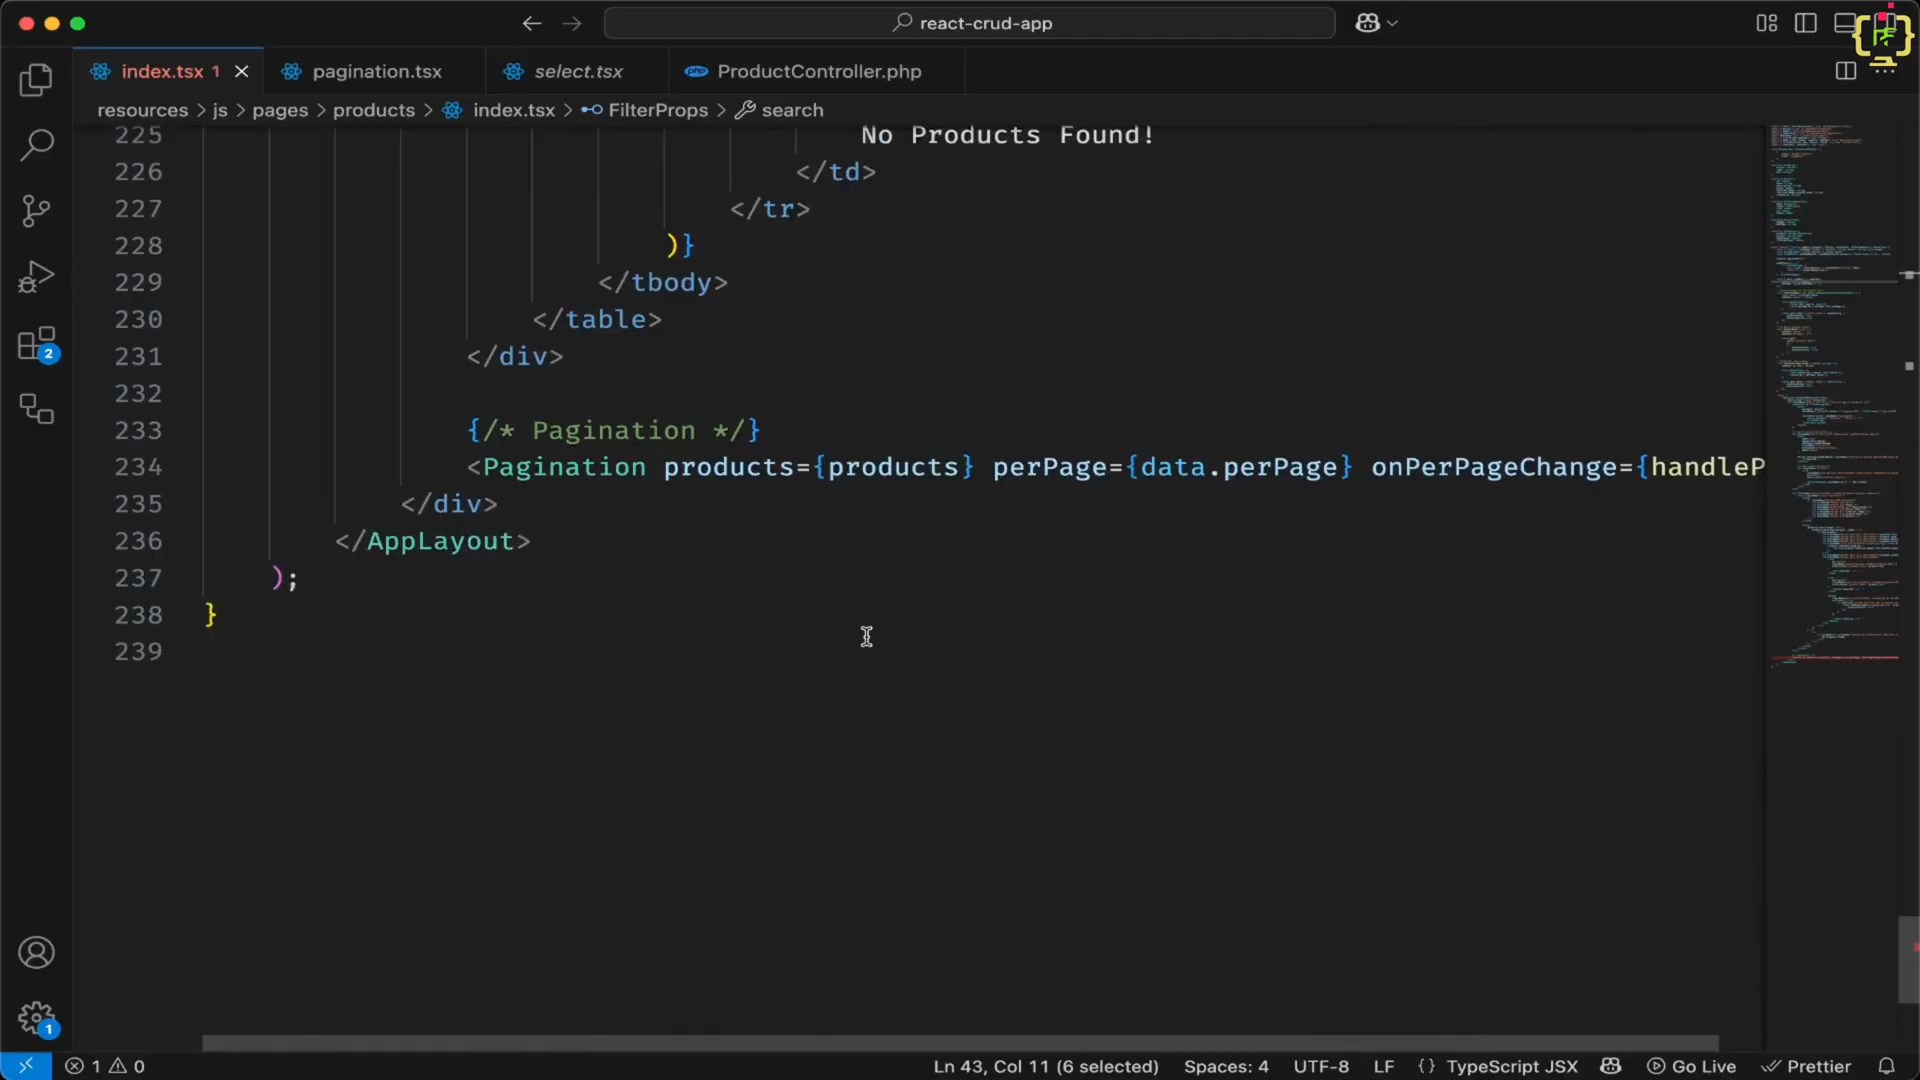 react-crud-app
index.tsx 1
pagination.tsx
select.tsx
php ProductController.php
resources > js > pages > products > index.tsx > FilterProps > search
225 No Products Found!
226 </td>
227 </tr>
228 )}
229 </tbody>
230 </table>
231 </div>
232
233 {/* Pagination */}
234 <Pagination products={products} perPage={data.perPage} onPerPageChange={handleP
235 </div>
236 </AppLayout>
237 );
238 }
239
2
1
1 0
Ln 43, Col 11 (6 selected) Spaces: 4 UTF-8 LF {} TypeScript JSX Go Live Prettier